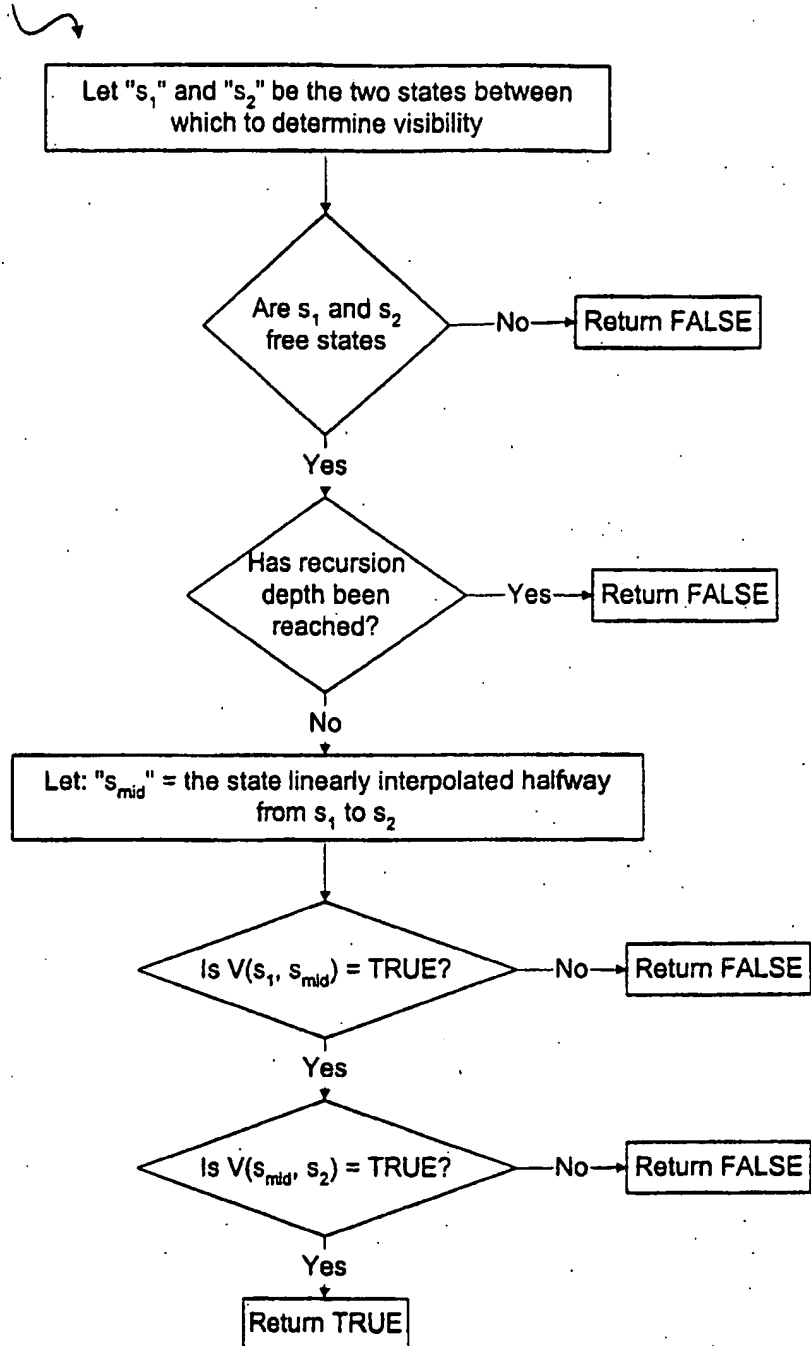 Let "s₁" and "s₂" be the two states between
which to determine visibility
Are s₁ and s₂
free states
No
Return FALSE
Yes
Has recursion
depth been
reached?
Yes
Return FALSE
No
Let: "s_mid" = the state linearly interpolated halfway
from s₁ to s₂
Is V(s₁, s_mid) = TRUE?
No
Return FALSE
Yes
Is V(s_mid, s₂) = TRUE?
No
Return FALSE
Yes
Return TRUE